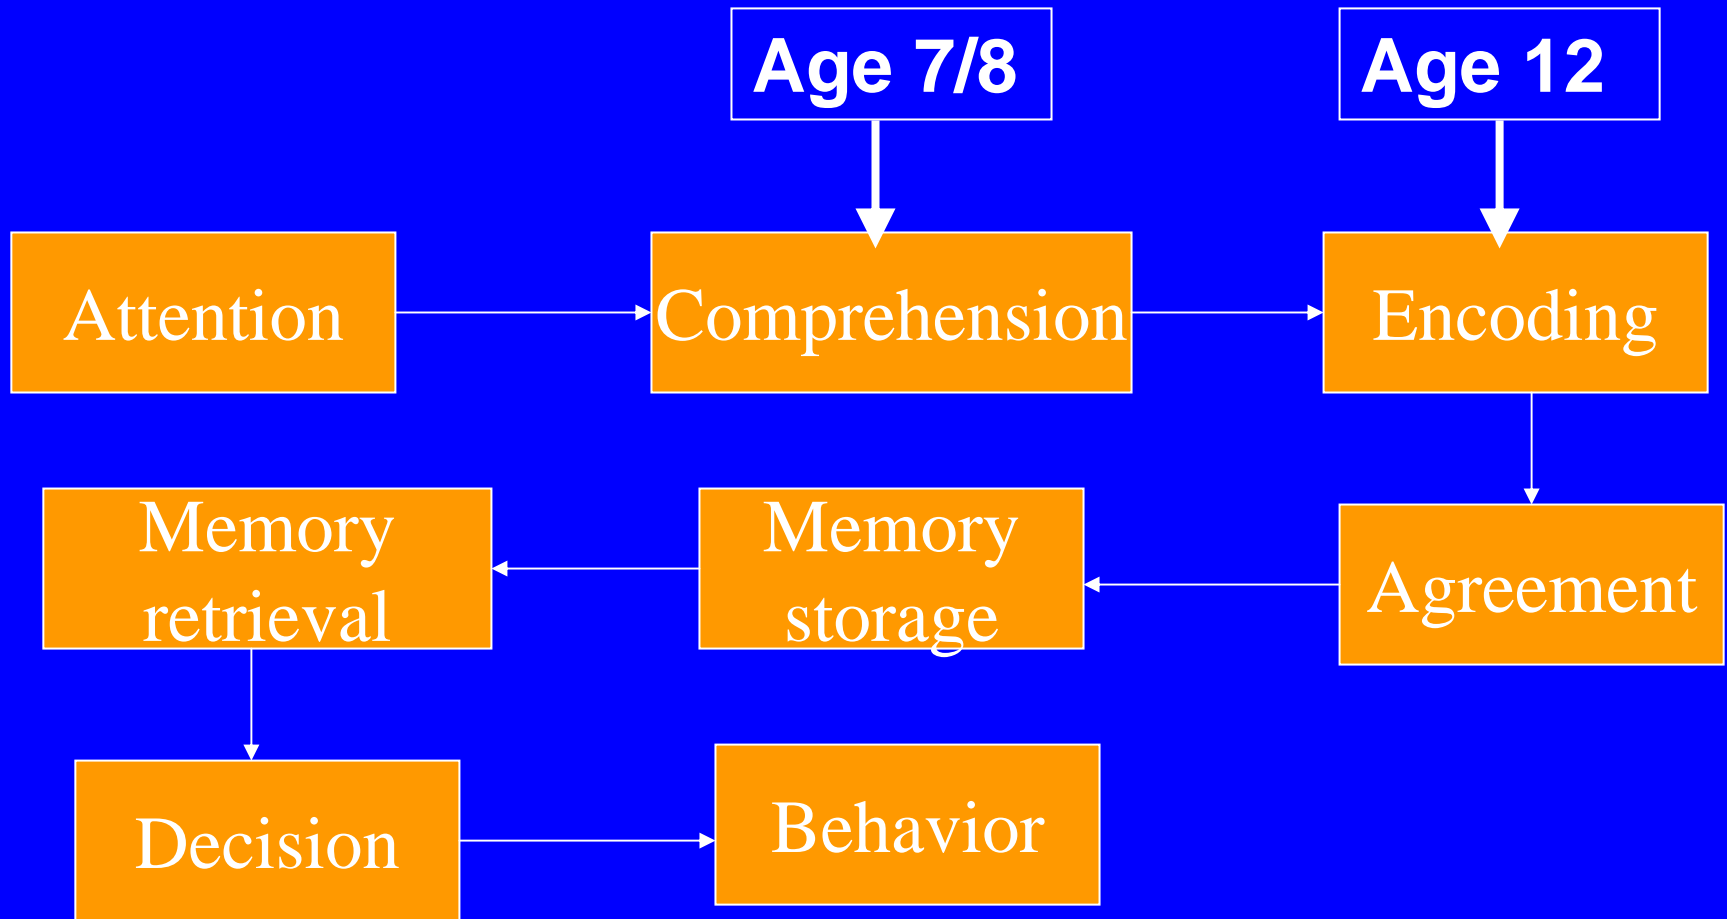 Age 7/8
Age 12
Attention
Comprehension
Encoding
Memory
retrieval
Memory
storage
Agreement
Decision
Behavior